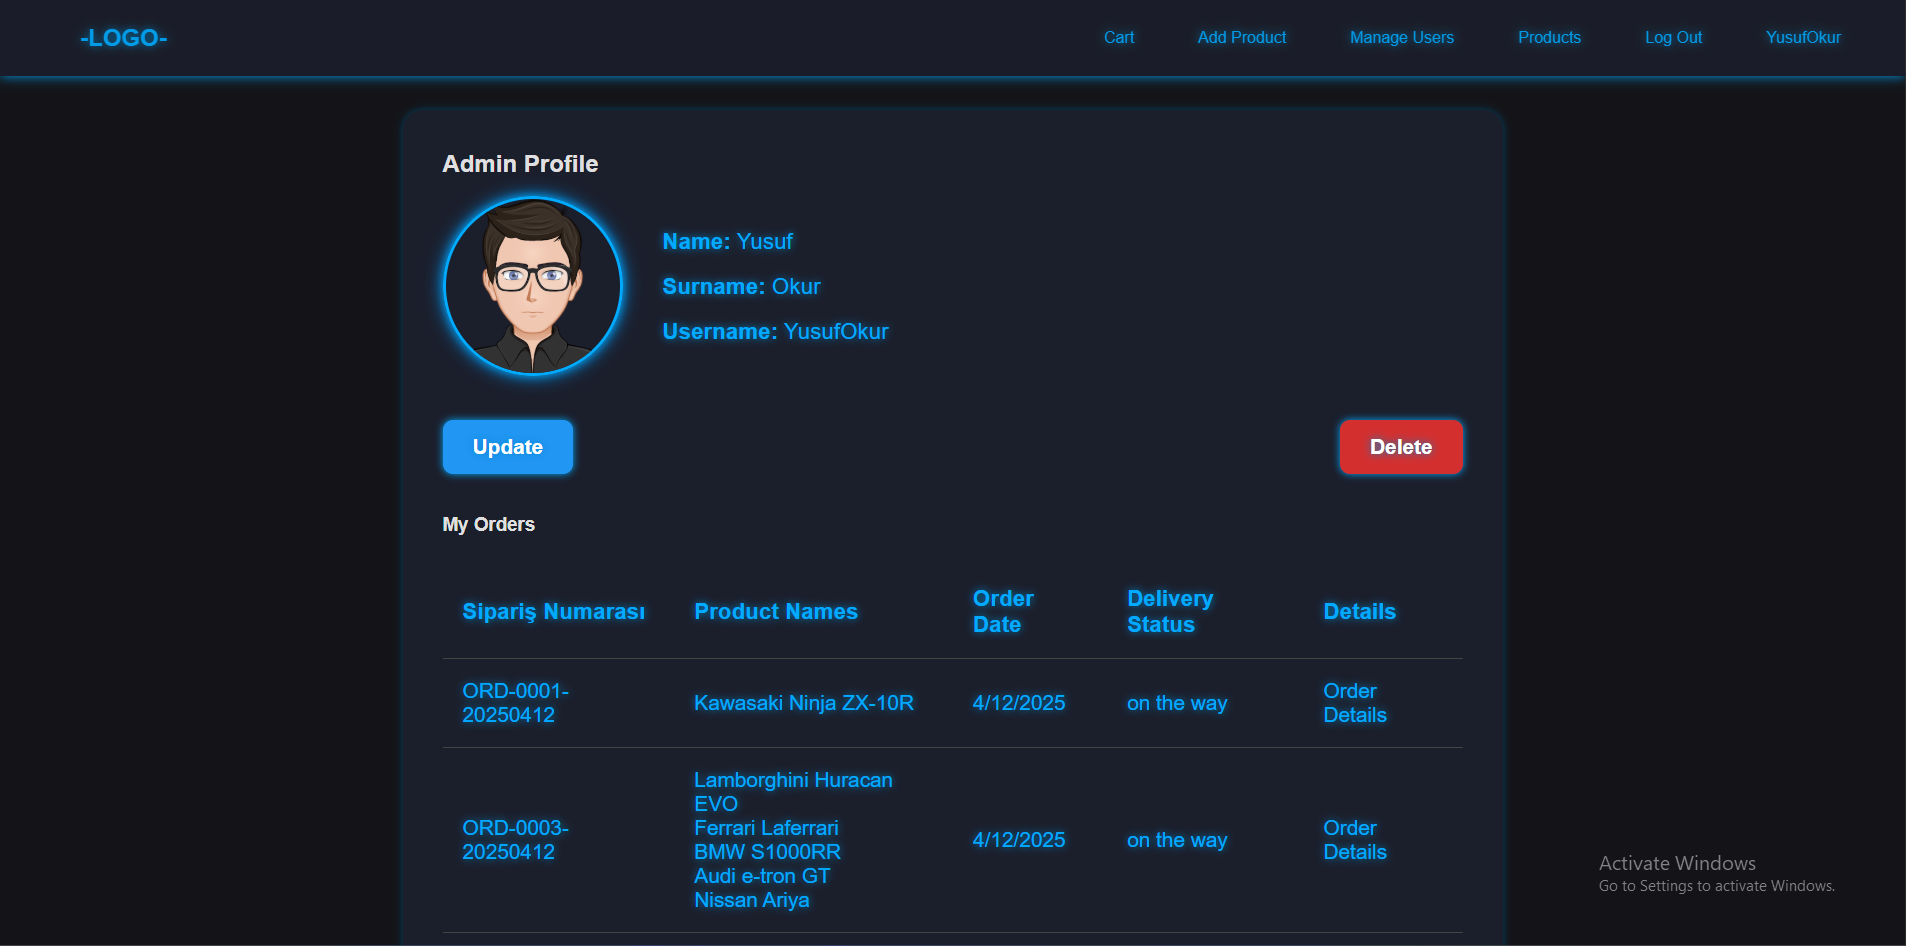 -LOGO-
Cart
Add Product
Manage Users
Products
Log Out
YusufOkur
Admin Profile
Name: Yusuf
Surname: Okur
Username: YusufOkur
Update
Delete
My Orders
Sipariş Numarası
Product Names
Order
Date
Delivery
Status
Details
ORD-0001-
20250412
Kawasaki Ninja ZX-10R
4/12/2025
on the way
Order
Details
ORD-0003-
20250412
Lamborghini Huracan
EVO
Ferrari Laferrari
BMW S1000RR
Audi e-tron GT
Nissan Ariya
4/12/2025
on the way
Order
Details
Activate Windows
Go to Settings to activate Windows.